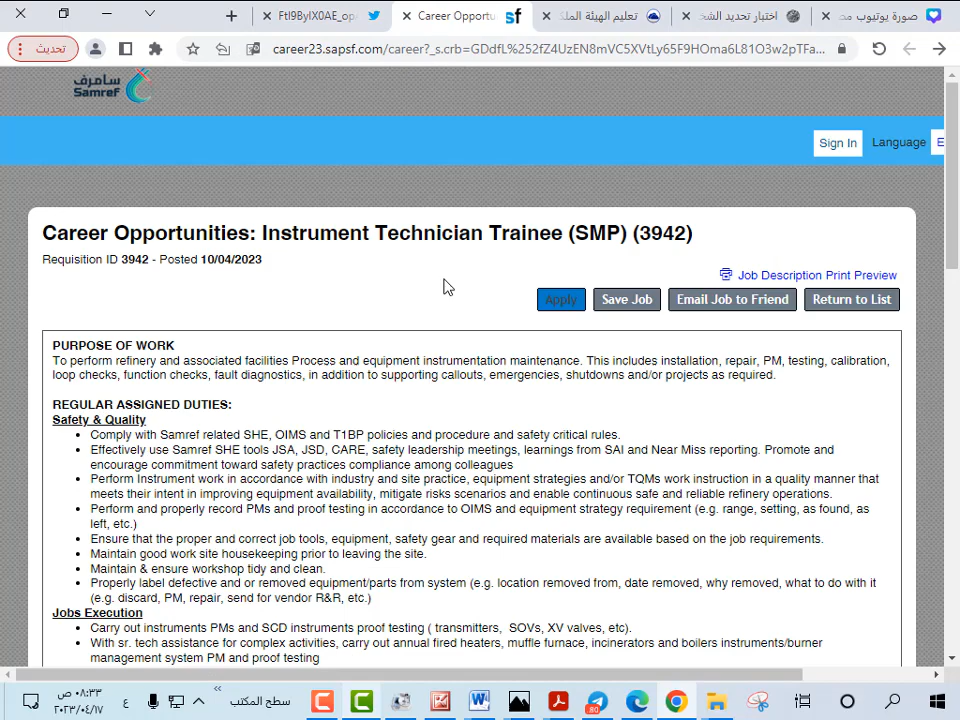 Ftl9BylX0AE_op
Career Opportu
تعليم الهيئة الملك
اختبار تحديد الشخ
صورة يوتيوب مص
تحديث
career23.sapsf.com/career?_s.crb=GDdfL%252fZ4UzEN8mVC5XVtLy65F9HOma6L81O3w2pTFa...
سامرف
Samref
Sign In Language E
Career Opportunities: Instrument Technician Trainee (SMP) (3942)
Requisition ID 3942 - Posted 10/04/2023
Job Description Print Preview
Apply Save Job Email Job to Friend Return to List
PURPOSE OF WORK
To perform refinery and associated facilities Process and equipment instrumentation maintenance. This includes installation, repair, PM, testing, calibration,
loop checks, function checks, fault diagnostics, in addition to supporting callouts, emergencies, shutdowns and/or projects as required.
REGULAR ASSIGNED DUTIES:
Safety & Quality
• Comply with Samref related SHE, OIMS and T1BP policies and procedure and safety critical rules.
• Effectively use Samref SHE tools JSA, JSD, CARE, safety leadership meetings, learnings from SAI and Near Miss reporting. Promote and
encourage commitment toward safety practices compliance among colleagues
• Perform Instrument work in accordance with industry and site practice, equipment strategies and/or TQMs work instruction in a quality manner that
meets their intent in improving equipment availability, mitigate risks scenarios and enable continuous safe and reliable refinery operations.
• Perform and properly record PMs and proof testing in accordance to OIMS and equipment strategy requirement (e.g. range, setting, as found, as
left, etc.)
• Ensure that the proper and correct job tools, equipment, safety gear and required materials are available based on the job requirements.
• Maintain good work site housekeeping prior to leaving the site.
• Maintain & ensure workshop tidy and clean.
• Properly label defective and or removed equipment/parts from system (e.g. location removed from, date removed, why removed, what to do with it
(e.g. discard, PM, repair, send for vendor R&R, etc.)
Jobs Execution
• Carry out instruments PMs and SCD instruments proof testing ( transmitters, SOVs, XV valves, etc).
• With sr. tech assistance for complex activities, carry out annual fired heaters, muffle furnace, incinerators and boilers instruments/burner
management system PM and proof testing
٠٨:٣٣ ص
٢٠٢٣/٠٤/١٧
ع
سطح المكتب
80